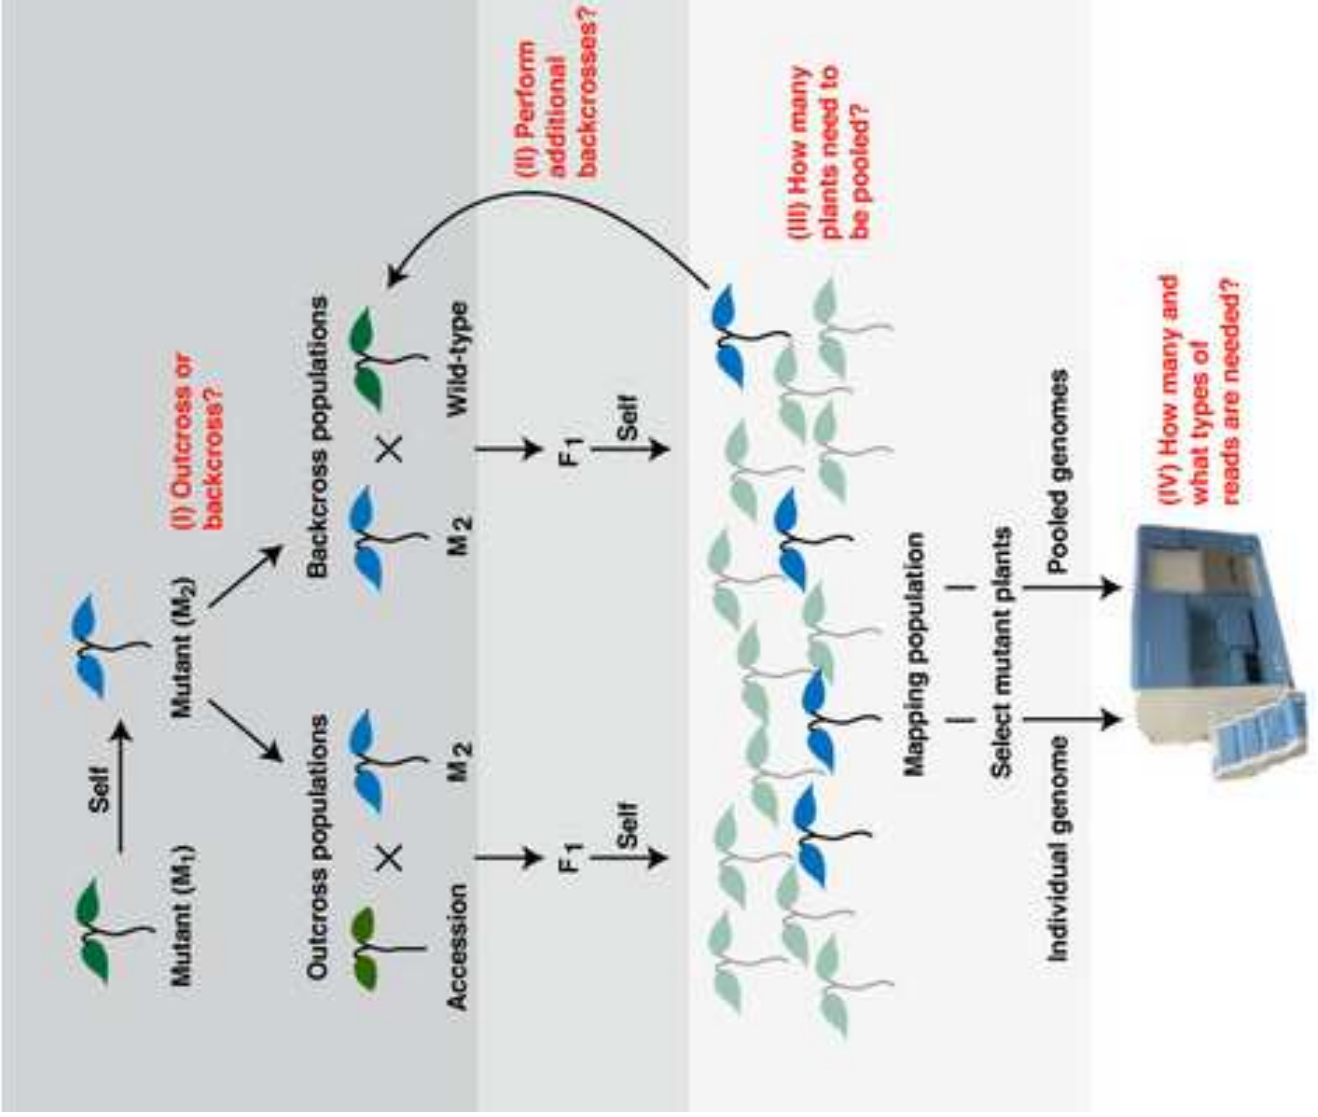 Self
Mutant (M1)
Mutant (M2)
(I) Outcross or
backcross?
Outcross populations
Backcross populations
Accession
M2
M2
Wild-type
(II) Perform
additional
backcrosses?
F1
F1
Self
Self
(III) How many
plants need to
be pooled?
Mapping population
Select mutant plants
Individual genome
Pooled genomes
(IV) How many and
what types of
reads are needed?